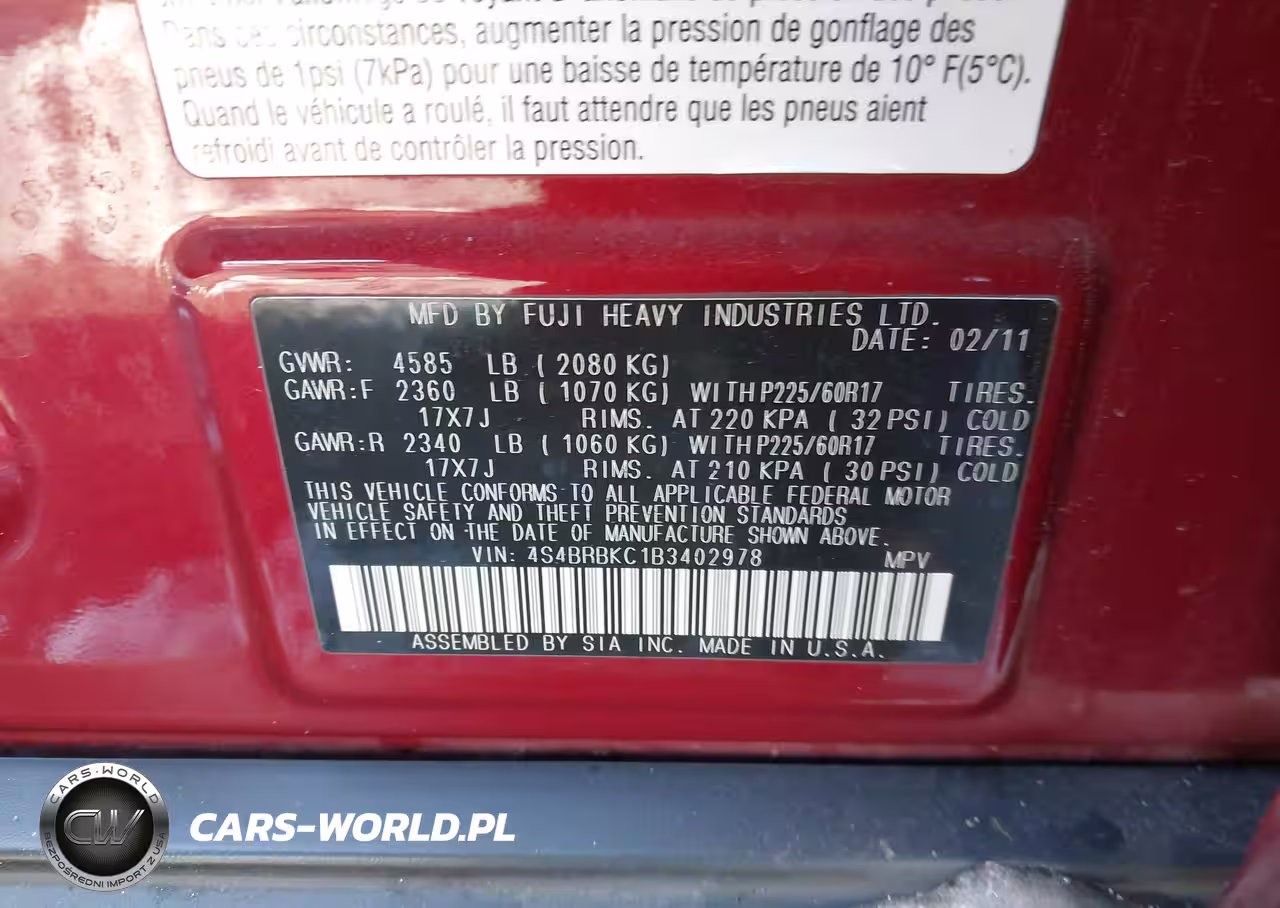 Dans ces circonstances, augmenter la pression de gonflage des
pneus de 1psi (7kPa) pour une baisse de température de 10° F(5°C).
Quand le véhicule a roulé, il faut attendre que les pneus aient
refroidi avant de contrôler la pression.
MFD BY FUJI HEAVY INDUSTRIES LTD.
DATE: 02/11
GVWR: 4585 LB ( 2080 KG)
GAWR:F 2360 LB ( 1070 KG) WITH P225/60R17 TIRES.
17X7J RIMS. AT 220 KPA ( 32 PSI) COLD
GAWR:R 2340 LB ( 1060 KG) WITH P225/60R17 TIRES.
17X7J RIMS. AT 210 KPA ( 30 PSI) COLD
THIS VEHICLE CONFORMS TO ALL APPLICABLE FEDERAL MOTOR
VEHICLE SAFETY AND THEFT PREVENTION STANDARDS
IN EFFECT ON THE DATE OF MANUFACTURE SHOWN ABOVE.
VIN: 4S4BRBKC1B3402978 MPV
ASSEMBLED BY SIA INC. MADE IN U.S.A.
CARS-WORLD
CW
BEZPOŚREDNI IMPORT Z USA
CARS-WORLD.PL